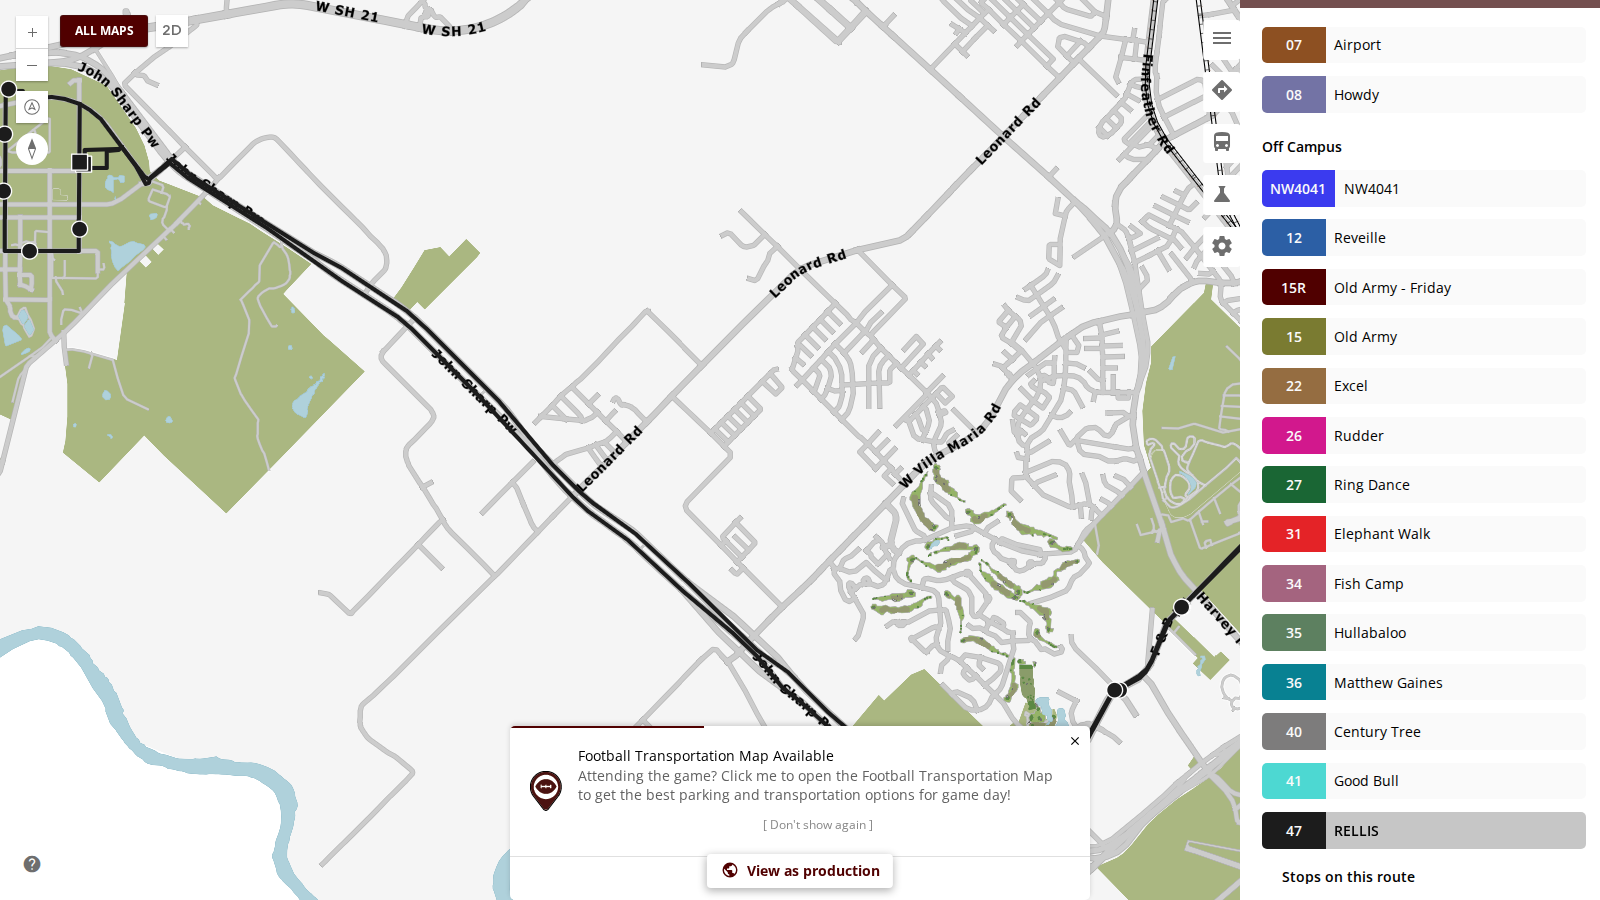 W SH 21
W SH 21
ALL MAPS
2D
John Sharp Pw
Finfeather Rd
Leonard Rd
Leonard Rd
John Sharp Pw
W Villa Maria Rd
Leonard Rd
Harvey
John Sharp P
07 Airport
08 Howdy
Off Campus
NW4041 NW4041
12 Reveille
15R Old Army - Friday
15 Old Army
22 Excel
26 Rudder
27 Ring Dance
31 Elephant Walk
34 Fish Camp
35 Hullabaloo
36 Matthew Gaines
40 Century Tree
41 Good Bull
47 RELLIS
Stops on this route
Football Transportation Map Available
Attending the game? Click me to open the Football Transportation Map
to get the best parking and transportation options for game day!
[ Don't show again ]
View as production